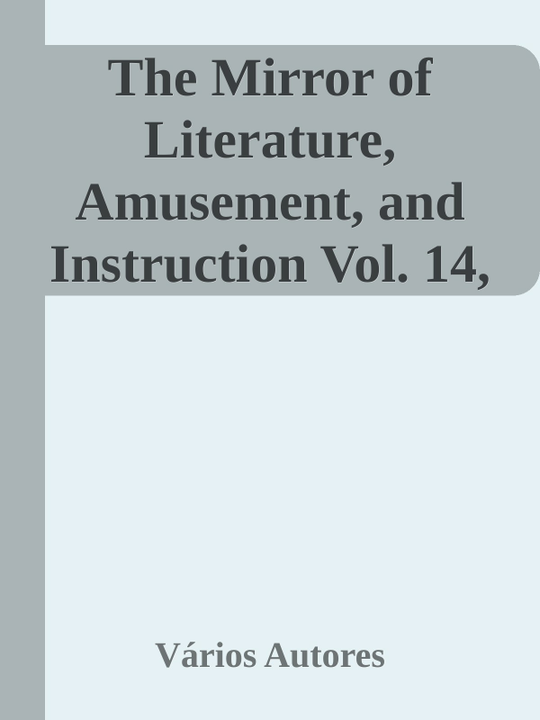 The Mirror of
Literature,
Amusement, and
Instruction Vol. 14,
Vários Autores